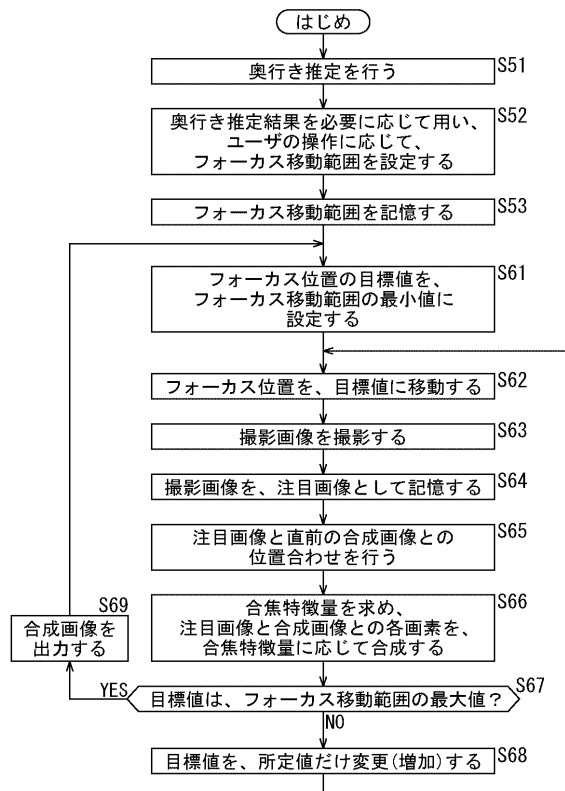 はじめ
奥行き推定を行う
S51
奥行き推定結果を必要に応じて用い、
ユーザの操作に応じて、
フォーカス移動範囲を設定する
S52
フォーカス移動範囲を記憶する
S53
フォーカス位置の目標値を、
フォーカス移動範囲の最小値に
設定する
S61
フォーカス位置を、目標値に移動する
S62
撮影画像を撮影する
S63
撮影画像を、注目画像として記憶する
S64
注目画像と直前の合成画像との
位置合わせを行う
S65
合焦特徴量を求め、
注目画像と合成画像との各画素を、
合焦特徴量に応じて合成する
S66
S69
合成画像を
出力する
YES
目標値は、フォーカス移動範囲の最大値？
S67
NO
目標値を、所定値だけ変更(増加)する
S68